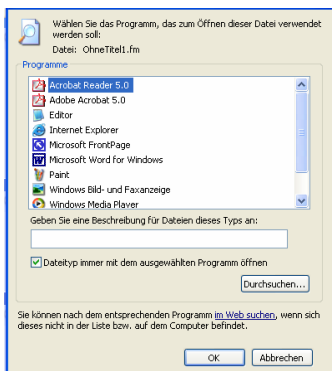 Wählen Sie das Programm, das zum Öffnen dieser Datei verwendet
werden soll:
Datei: OhneTitel1.fm
Programme
Acrobat Reader 5.0
Adobe Acrobat 5.0
Editor
Internet Explorer
Microsoft FrontPage
Microsoft Word for Windows
Paint
Windows Bild- und Faxanzeige
Windows Media Player
Geben Sie eine Beschreibung für Dateien dieses Typs an:
Dateityp immer mit dem ausgewählten Programm öffnen
Durchsuchen...
Sie können nach dem entsprechenden Programm im Web suchen, wenn sich
dieses nicht in der Liste bzw. auf dem Computer befindet.
OK
Abbrechen